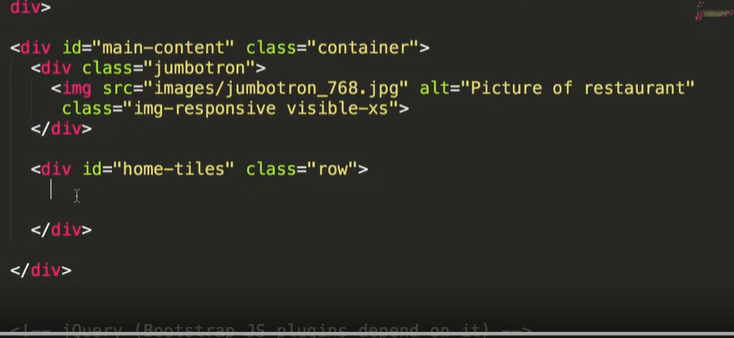 div>
<div id="main-content" class="container">
<div class="jumbotron">
<img src="images/jumbotron_768.jpg" alt="Picture of restaurant"
class="img-responsive visible-xs">
</div>
<div id="home-tiles" class="row">
</div>
</div>
<!-- jQuery (Bootstrap JS plugins depend on it) -->